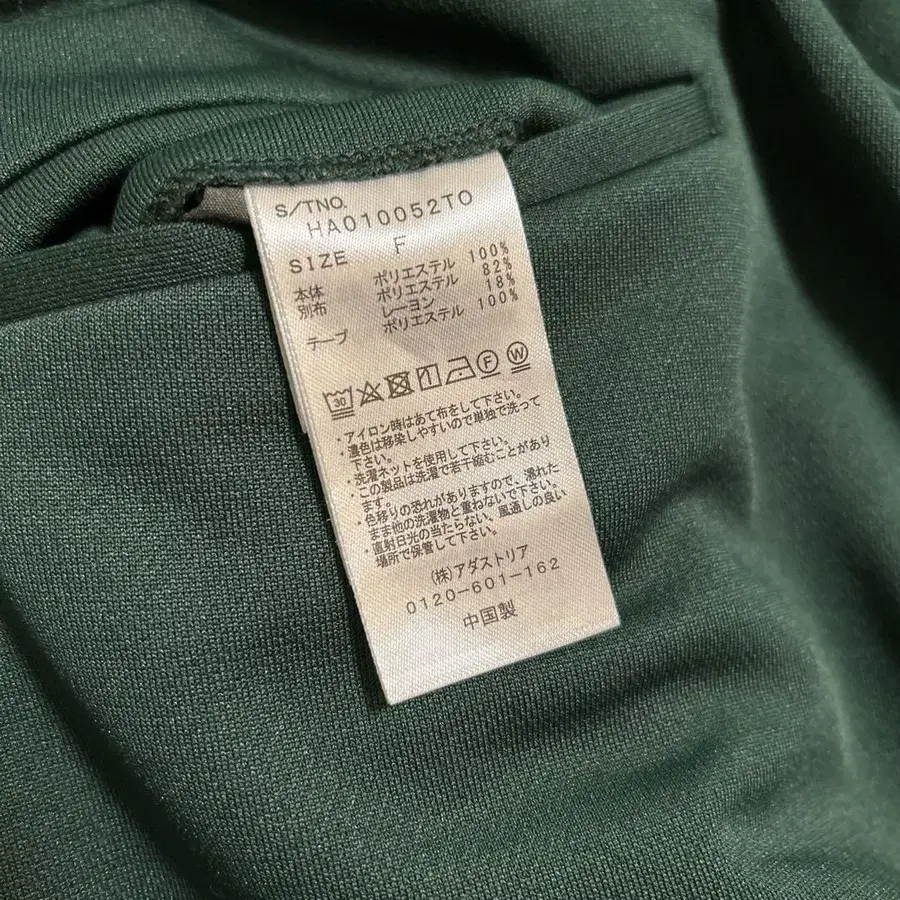 S/TNO.
HA010052TO
SIZE F
本体 ポリエステル 100%
別布 ポリエステル 82%
レーヨン 18%
テープ ポリエステル 100%
30 F W
・アイロン時はあて布をして下さい。
・濃色は移染しやすいので単独で洗って
下さい。
・洗濯ネットを使用して下さい。
・この製品は洗濯で若干縮むことがあり
ます。
・色移りの恐れがありますので、濡れた
まま他の洗濯物と重ねないで下さい。
・直射日光の当たらない、風通しの良い
場所で保管して下さい。
(株)アダストリア
0120-601-162
中国製